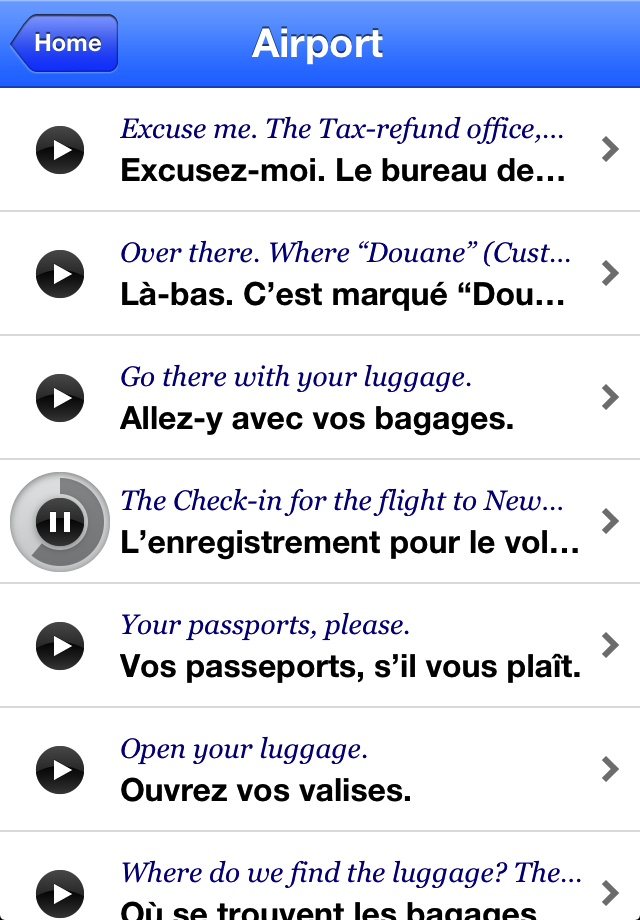 Home
Airport
Excuse me. The Tax-refund office,...
Excusez-moi. Le bureau de...
Over there. Where “Douane” (Cust...
Là-bas. C’est marqué “Dou...
Go there with your luggage.
Allez-y avec vos bagages.
The Check-in for the flight to New...
L’enregistrement pour le vol...
Your passports, please.
Vos passeports, s’il vous plaît.
Open your luggage.
Ouvrez vos valises.
Where do we find the luggage? The...
Où se trouvent les bagages